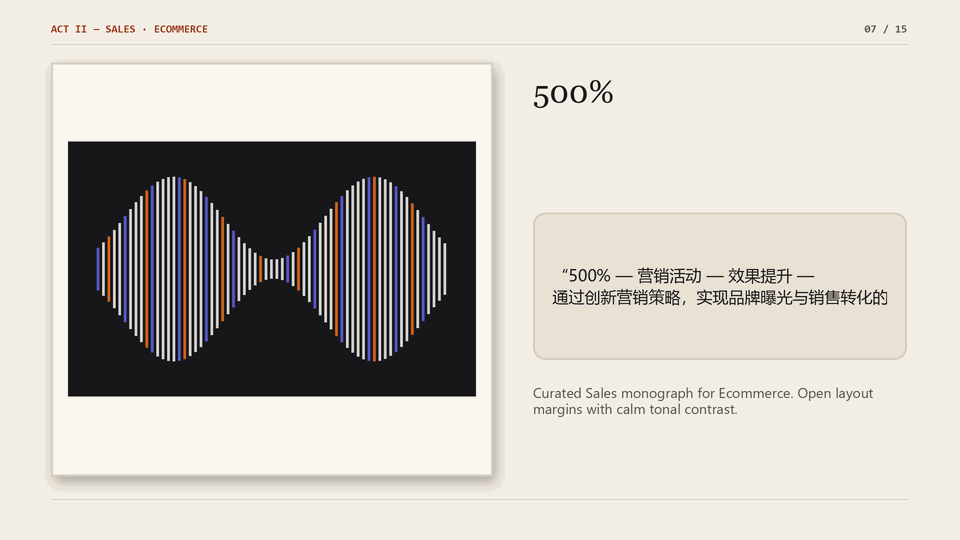 ACT II — SALES · ECOMMERCE
07 / 15
500%
“500% — 营销活动 — 效果提升 —
通过创新营销策略，实现品牌曝光与销售转化的
Curated Sales monograph for Ecommerce. Open layout
margins with calm tonal contrast.